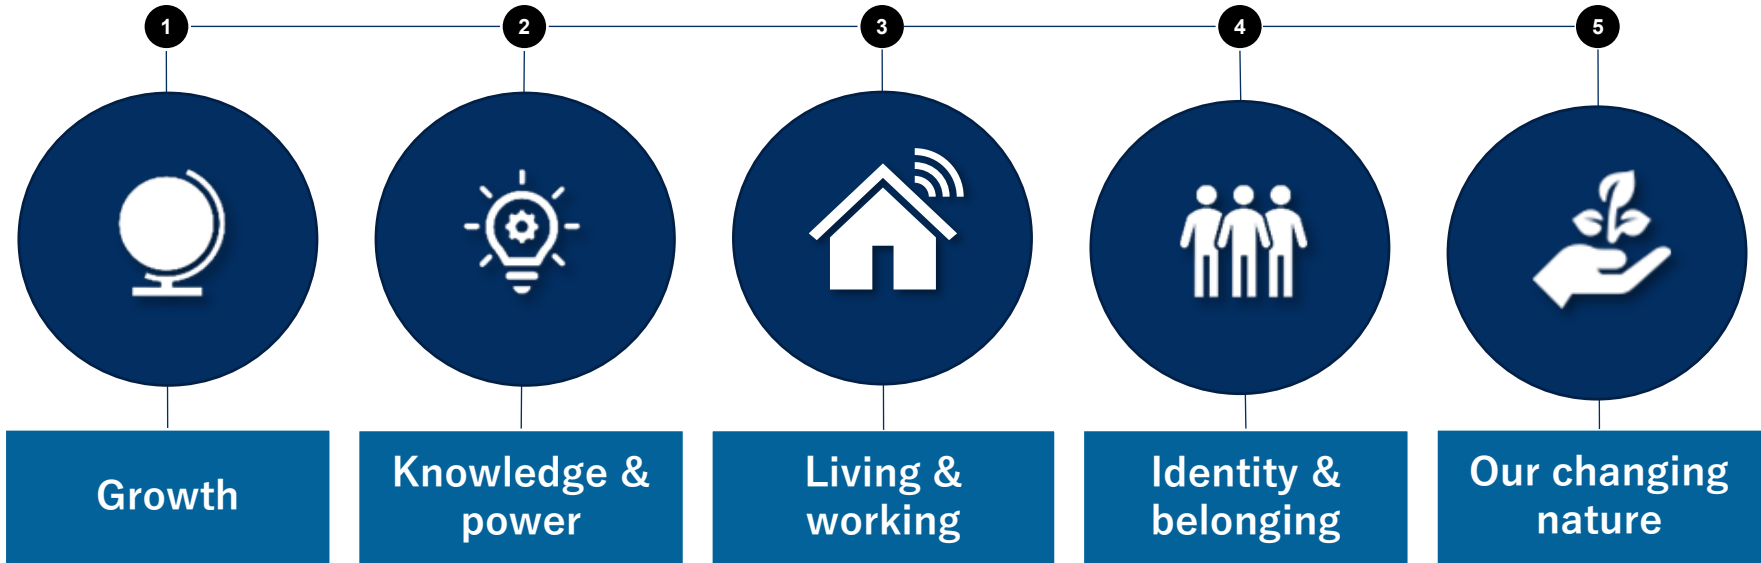 1 2 3 4 5
Growth
Knowledge &
power
Living &
working
Identity &
belonging
Our changing
nature